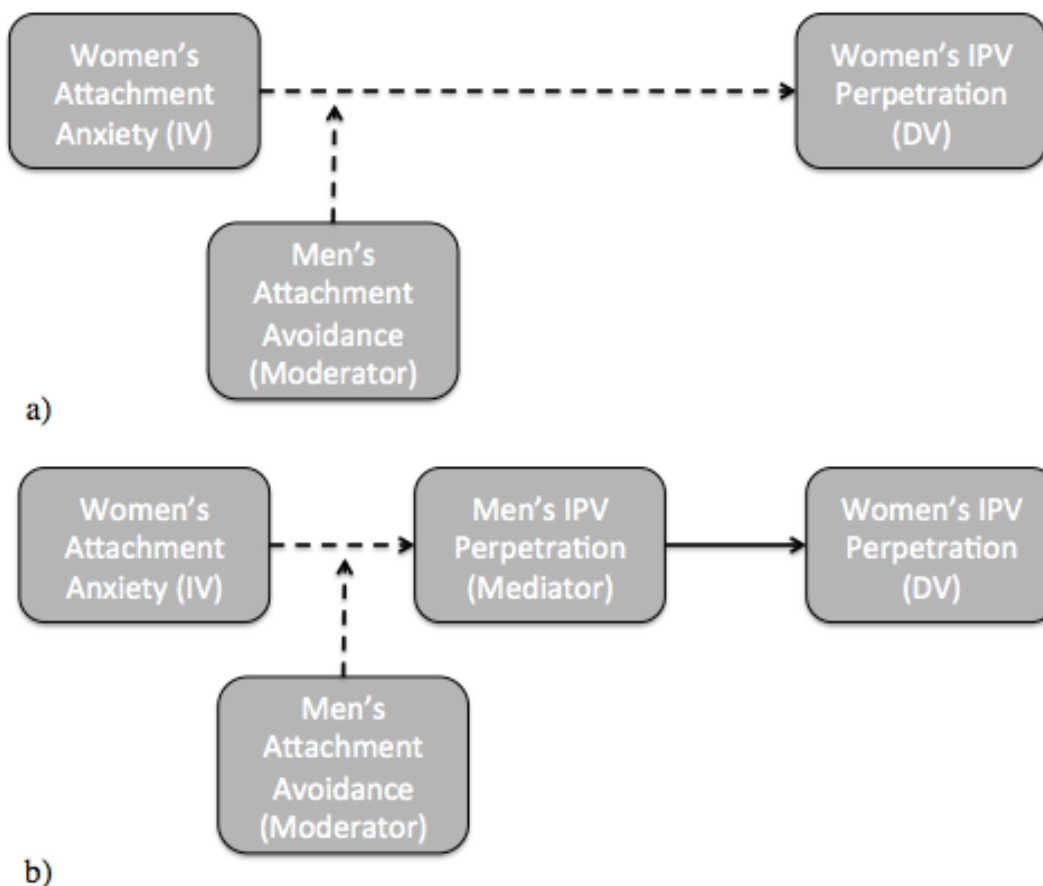 Women's
Attachment
Anxiety (IV)
Women's IPV
Perpetration
(DV)
Men's
Attachment
Avoidance
(Moderator)
a)
Women's
Attachment
Anxiety (IV)
Men's IPV
Perpetration
(Mediator)
Women's IPV
Perpetration
(DV)
Men's
Attachment
Avoidance
(Moderator)
b)